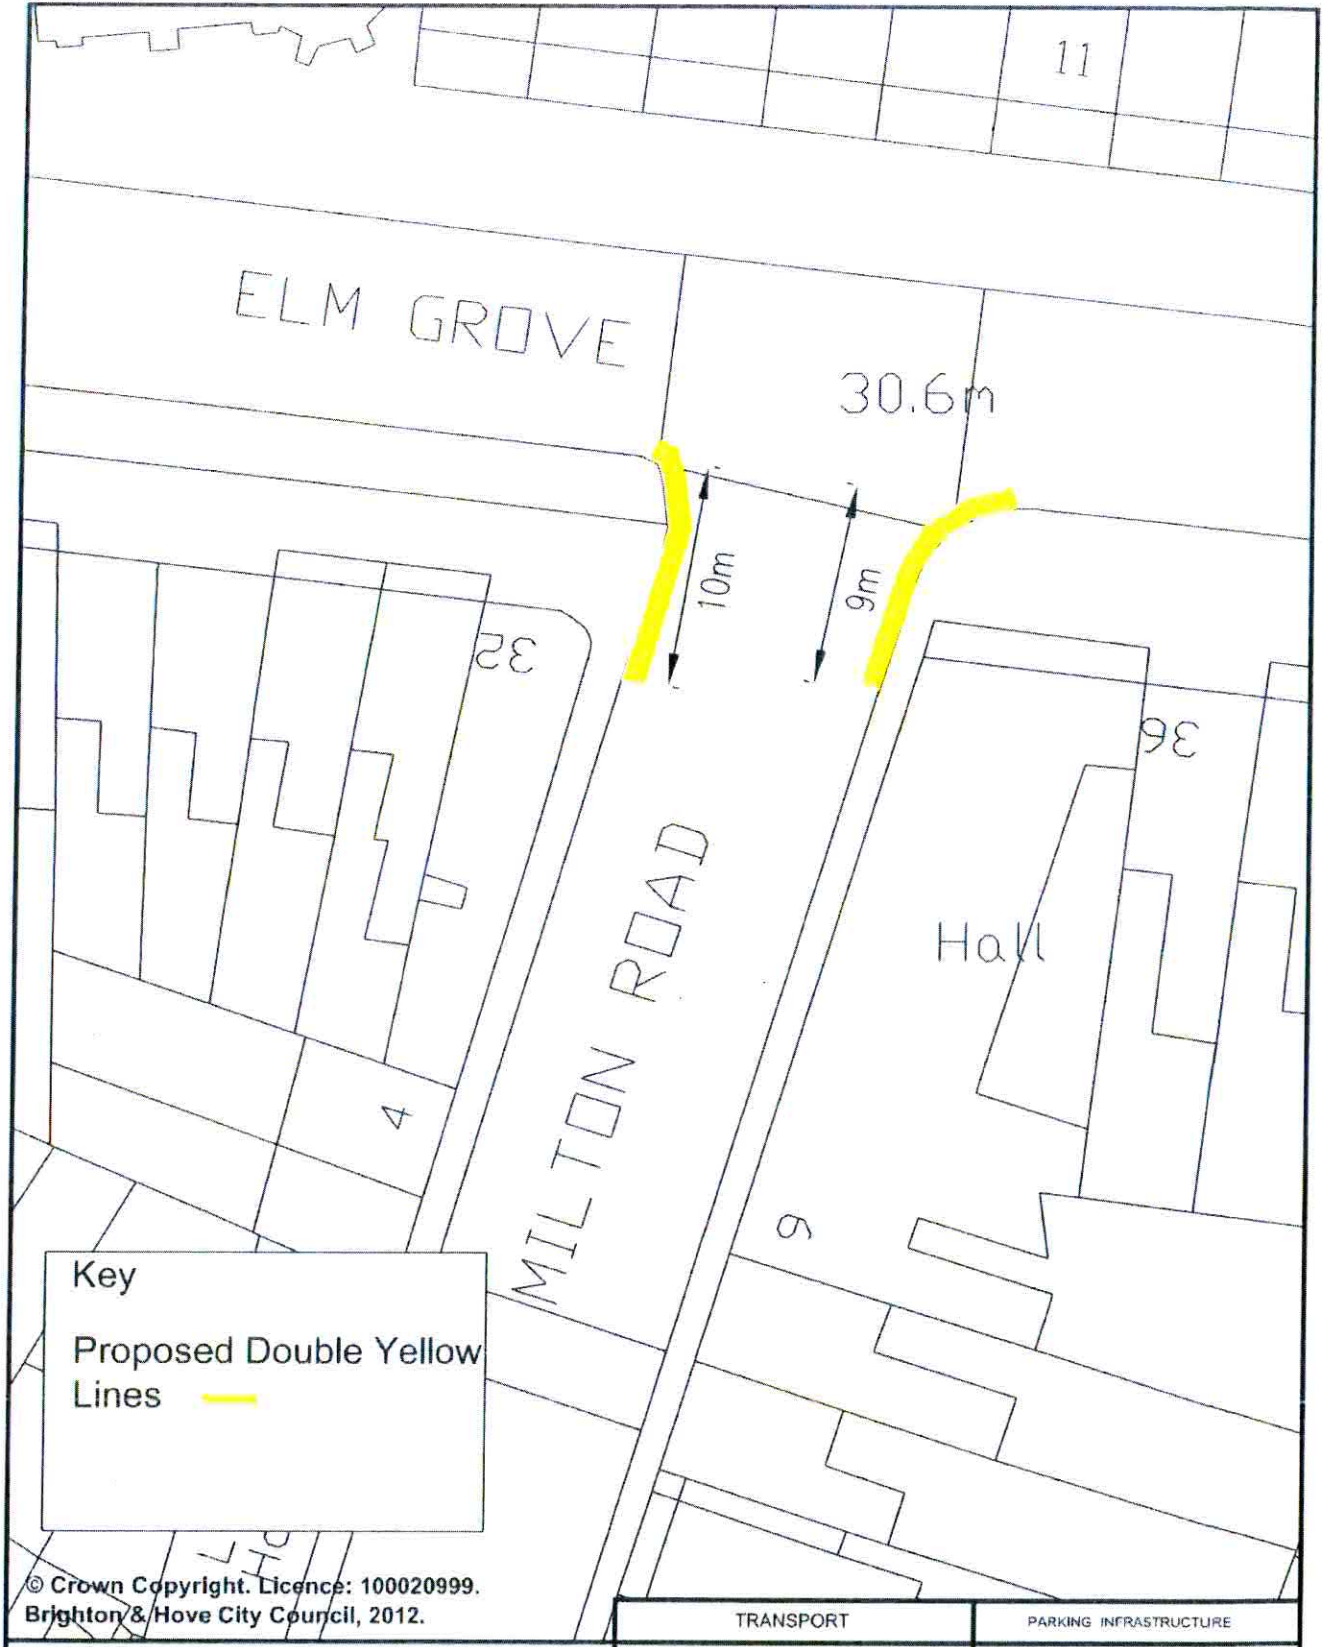 11
ELM GROVE
30.6m
10m
9m
32
36
MILTON ROAD
Hall
4
9
Key
Proposed Double Yellow
Lines
L
© Crown Copyright. Licence: 100020999.
Brighton & Hove City Council, 2012.
TRANSPORT
PARKING INFRASTRUCTURE